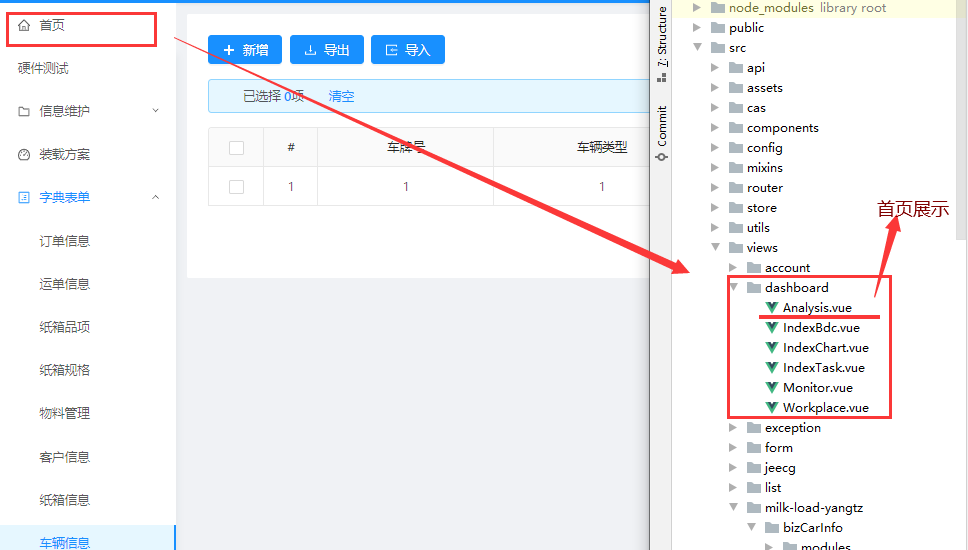 首页
硬件测试
信息维护
装载方案
字典表单
订单信息
运单信息
纸箱品项
纸箱规格
物料管理
客户信息
纸箱信息
车辆信息
新增
导出
导入
已选择 0项 清空
# 车牌号 车辆类型
1 1 1
7: Structure
Commit
node_modules library root
public
src
api
assets
cas
components
config
mixins
router
store
utils
views
account
dashboard
Analysis.vue
IndexBdc.vue
IndexChart.vue
IndexTask.vue
Monitor.vue
Workplace.vue
exception
form
jeecg
list
milk-load-yangtz
bizCarInfo
modules
首页展示